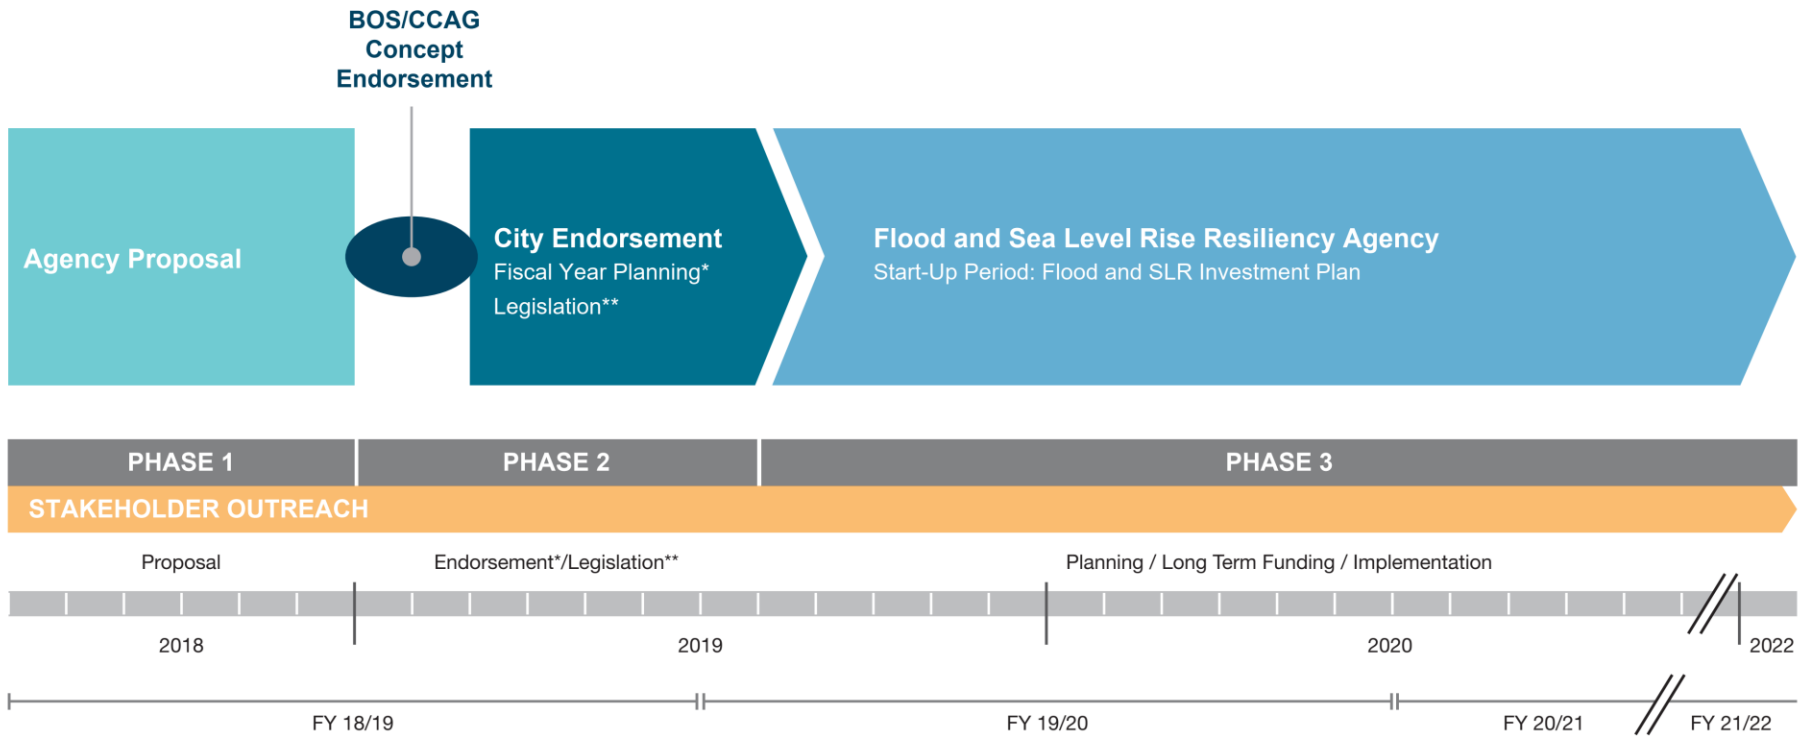 BOS/CCAG
Concept
Endorsement
Agency Proposal
City Endorsement
Fiscal Year Planning*
Legislation**
Flood and Sea Level Rise Resiliency Agency
Start-Up Period: Flood and SLR Investment Plan
PHASE 1
PHASE 2
PHASE 3
STAKEHOLDER OUTREACH
Proposal
Endorsement*/Legislation**
Planning / Long Term Funding / Implementation
2018
2019
2020
2022
FY 18/19
FY 19/20
FY 20/21
FY 21/22